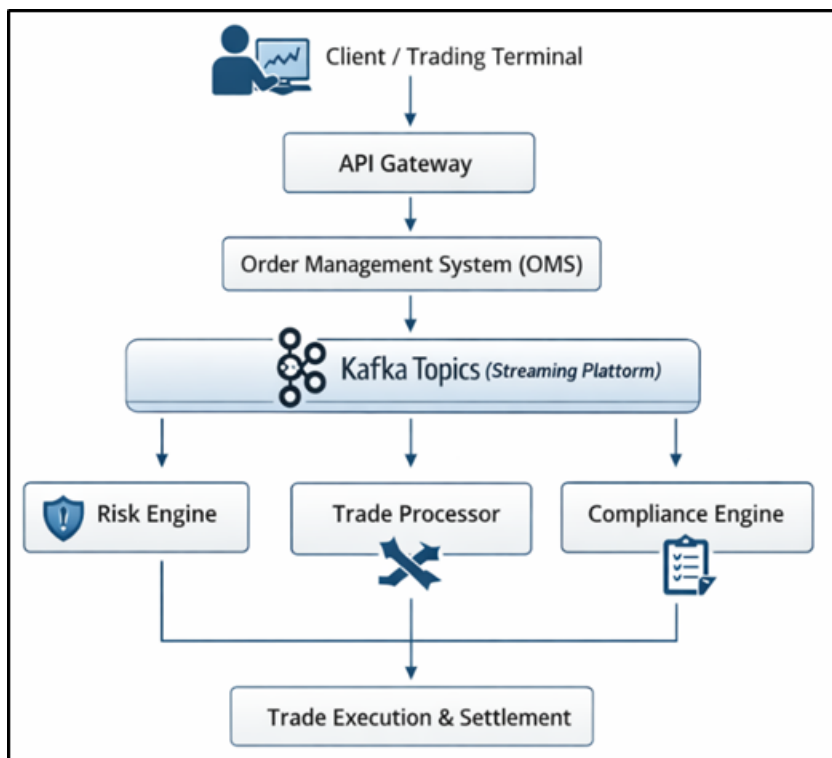 Client / Trading Terminal
API Gateway
Order Management System (OMS)
Kafka Topics (Streaming Plattorm)
Risk Engine
Trade Processor
Compliance Engine
Trade Execution & Settlement